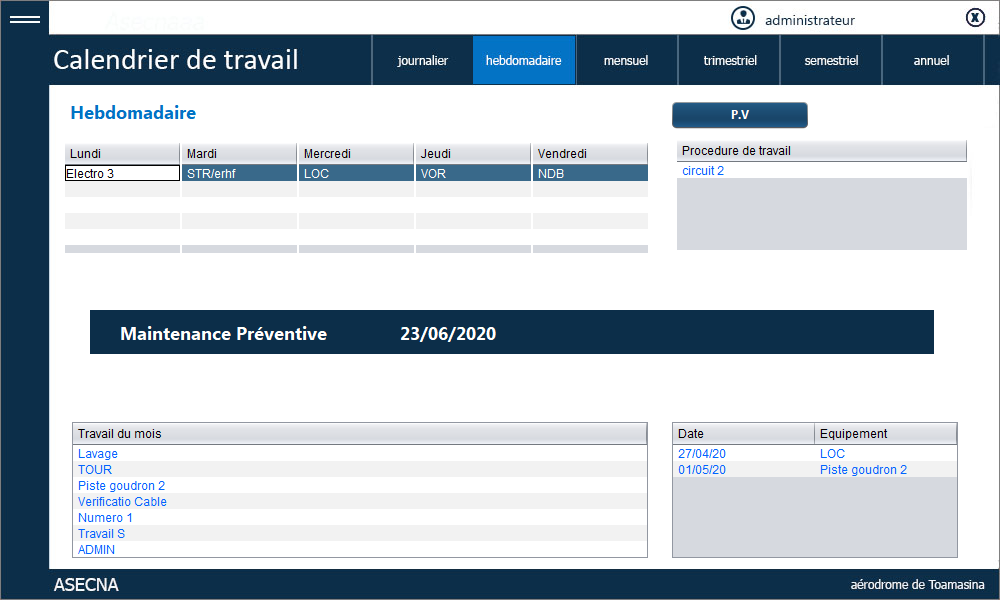 Asecnaaa
administrateur
Calendrier de travail
journalier
hebdomadaire
mensuel
trimestriel
semestriel
annuel
Hebdomadaire
P.V
Lundi Mardi Mercredi Jeudi Vendredi
Electro 3 STR/erhf LOC VOR NDB
Procedure de travail
circuit 2
Maintenance Préventive 23/06/2020
Travail du mois
Lavage
TOUR
Piste goudron 2
Verificatio Cable
Numero 1
Travail S
ADMIN
Date Equipement
27/04/20 LOC
01/05/20 Piste goudron 2
ASECNA
aérodrome de Toamasina